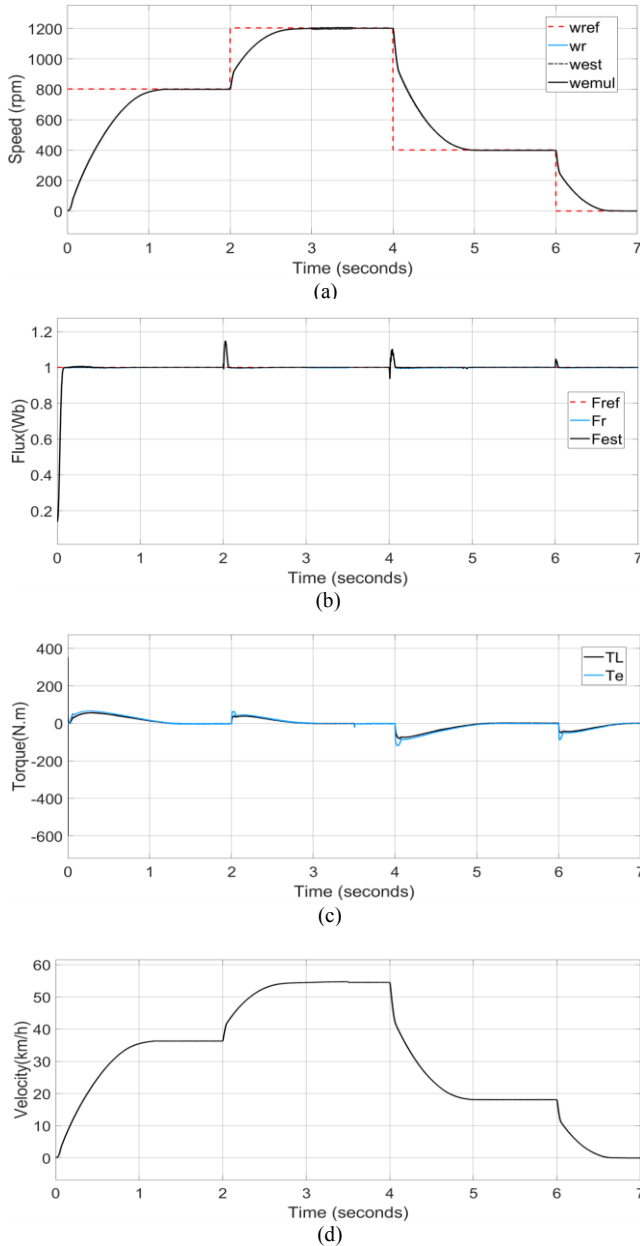 1200
1000
800
600
400
200
0
Speed (rpm)
wref
wr
west
wemul
0 1 2 3 4 5 6 7
Time (seconds)
(a)
1.2
1
0.8
0.6
0.4
0.2
Flux(Wb)
Fref
Fr
Fest
0 1 2 3 4 5 6 7
Time (seconds)
(b)
400
200
0
-200
-400
-600
Torque(N.m)
TL
Te
0 1 2 3 4 5 6 7
Time (seconds)
(c)
60
50
40
30
20
10
0
Velocity(km/h)
0 1 2 3 4 5 6 7
Time (seconds)
(d)